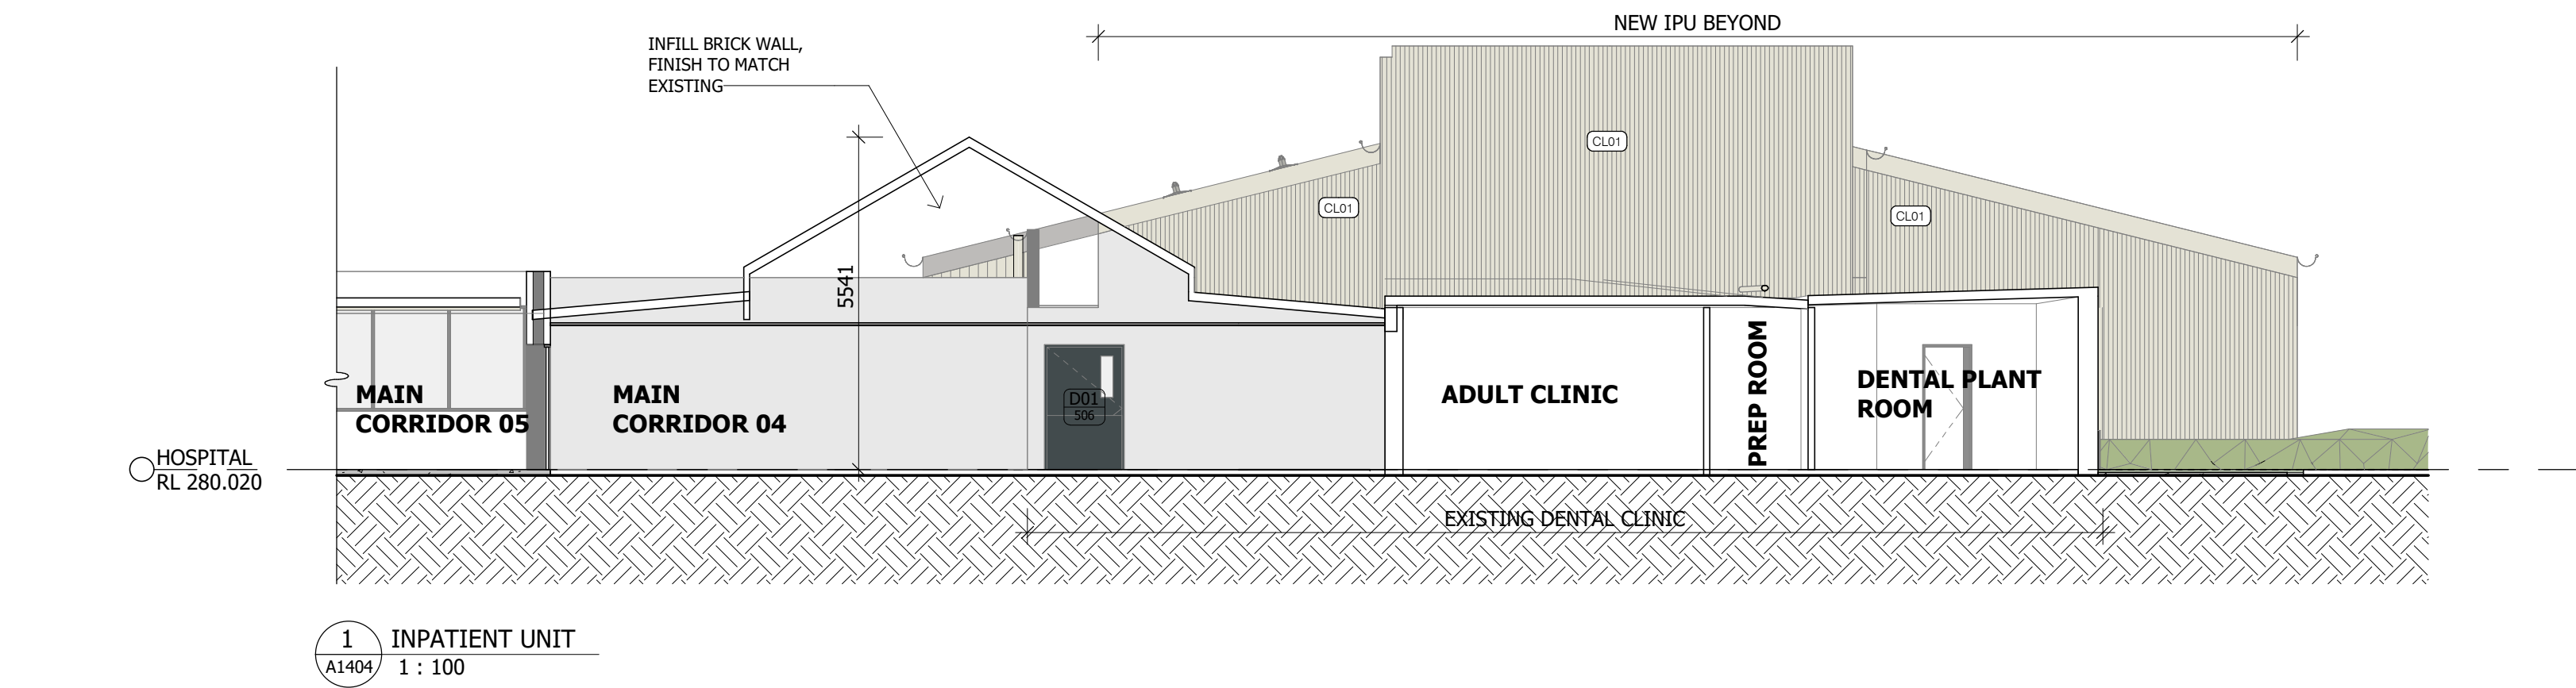 NEW IPU BEYOND
INFILL BRICK WALL,
FINISH TO MATCH
EXISTING
CL01
CL01
CL01
5541
MAIN
CORRIDOR 05
MAIN
CORRIDOR 04
D01
506
ADULT CLINIC
PREP ROOM
DENTAL PLANT
ROOM
HOSPITAL
RL 280.020
EXISTING DENTAL CLINIC
1
A1404
INPATIENT UNIT
1 : 100